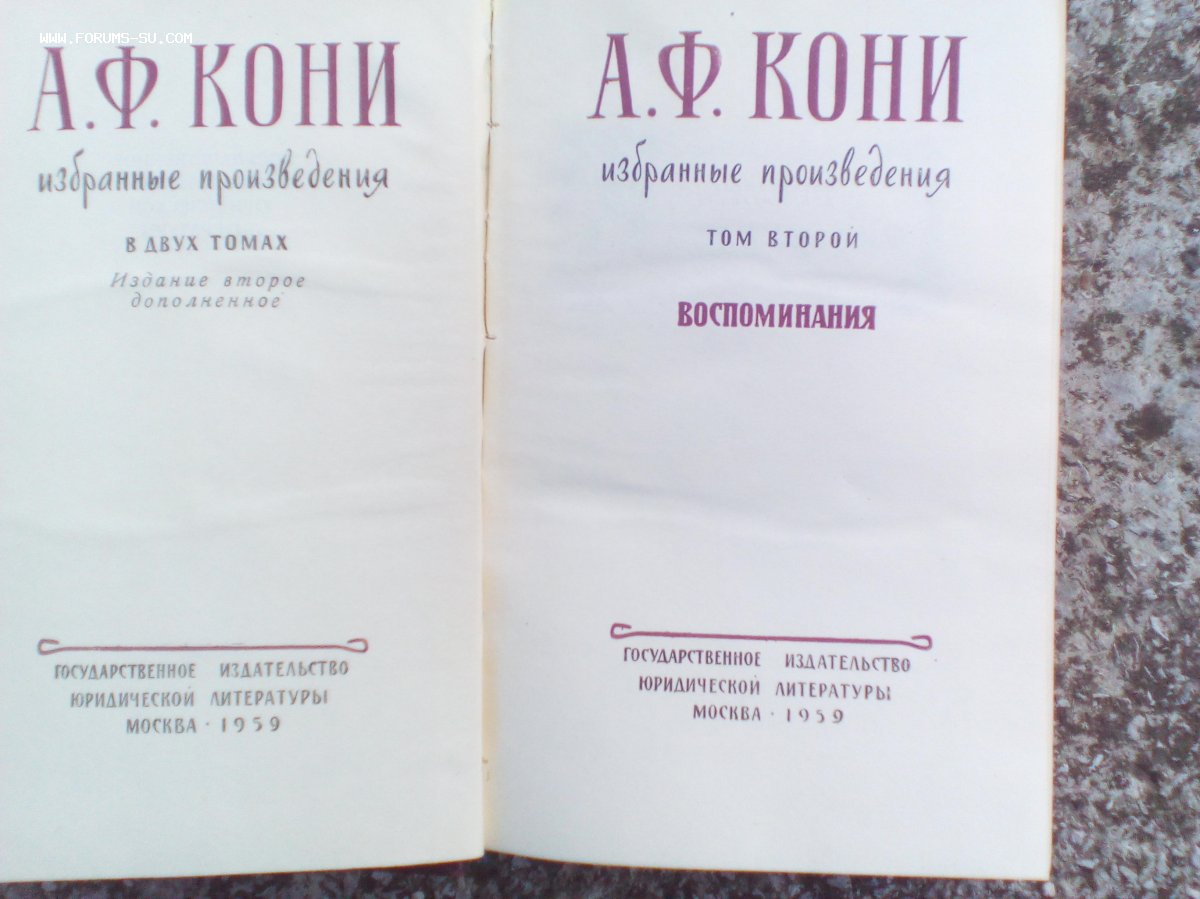 WWW.FORUMS-SU.COM
А.Ф. КОНИ
избранные произведения
В ДВУХ ТОМАХ
Издание второе
дополненное
ГОСУДАРСТВЕННОЕ ИЗДАТЕЛЬСТВО
ЮРИДИЧЕСКОЙ ЛИТЕРАТУРЫ
МОСКВА · 1959
А.Ф. КОНИ
избранные произведения
ТОМ ВТОРОЙ
ВОСПОМИНАНИЯ
ГОСУДАРСТВЕННОЕ ИЗДАТЕЛЬСТВО
ЮРИДИЧЕСКОЙ ЛИТЕРАТУРЫ
МОСКВА · 1959